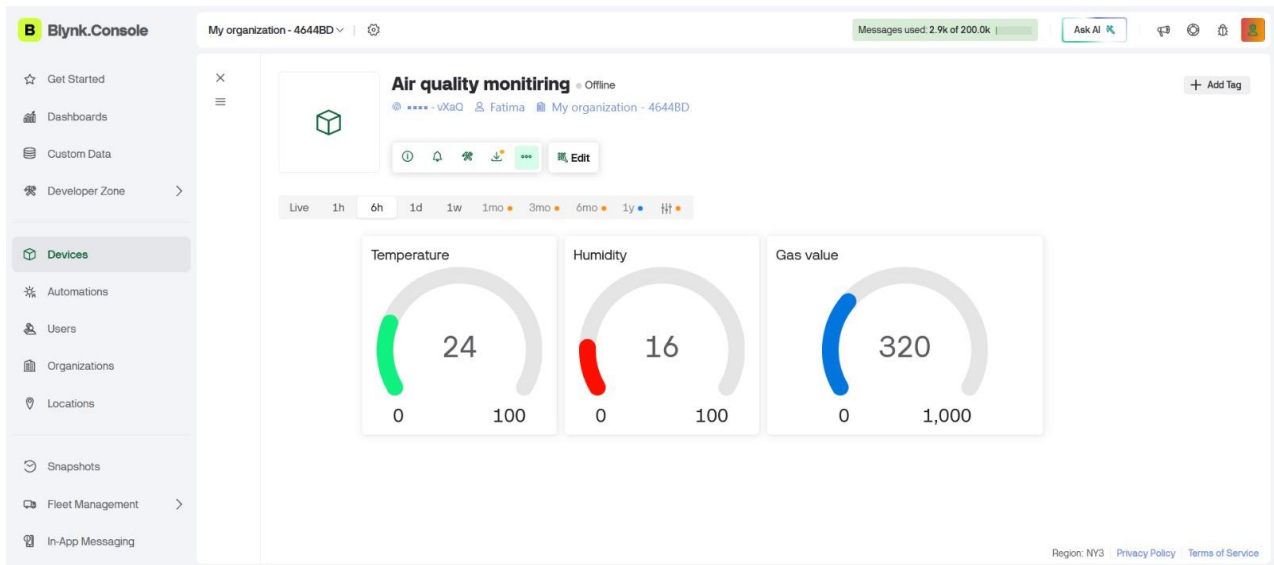 B Blynk.Console
My organization - 4644BD
Messages used: 2.9k of 200.0k
Ask AI
Get Started
Dashboards
Custom Data
Developer Zone
Devices
Automations
Users
Organizations
Locations
Snapshots
Fleet Management
In-App Messaging
Air quality monitiring Offline
- vXaQ Fatima My organization - 4644BD
+ Add Tag
Edit
Live 1h 6h 1d 1w 1mo 3mo 6mo 1y
Temperature
24
0 100
Humidity
16
0 100
Gas value
320
0 1,000
Region: NY3 Privacy Policy Terms of Service